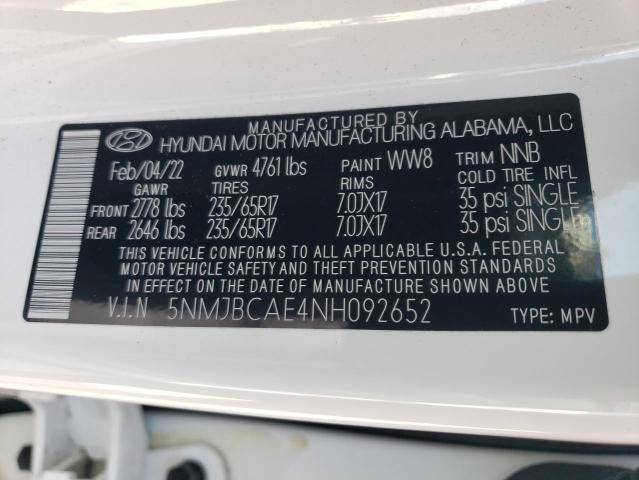 MANUFACTURED BY
HYUNDAI MOTOR MANUFACTURING ALABAMA, LLC
Feb/04/22 GVWR 4761 lbs PAINT WW8 TRIM NNB
GAWR TIRES RIMS COLD TIRE INFL
FRONT 2778 lbs 235/65R17 7.0JX17 35 psi SINGLE
REAR 2646 lbs 235/65R17 7.0JX17 35 psi SINGLE
THIS VEHICLE CONFORMS TO ALL APPLICABLE U.S.A. FEDERAL
MOTOR VEHICLE SAFETY AND THEFT PREVENTION STANDARDS
IN EFFECT ON THE DATE OF MANUFACTURE SHOWN ABOVE
V.I.N 5NMJBCAE4NH092652 TYPE: MPV